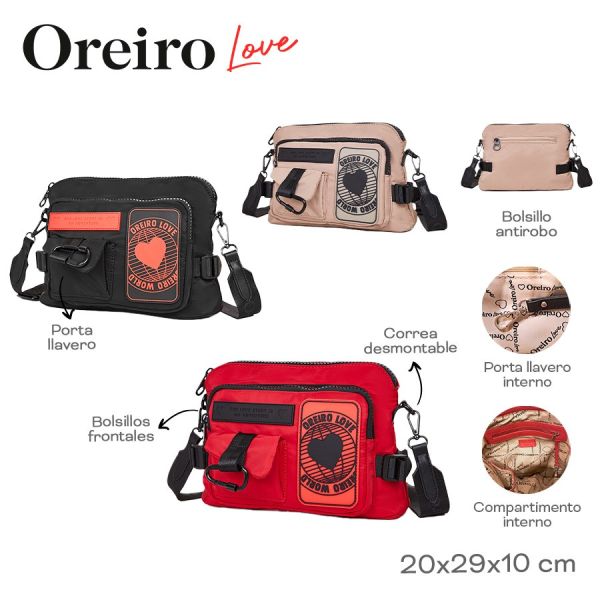 Oreiro Love
OREIRO LOVE
Bolsillo
antirobo
OREIRO LOVE
OREIRO WORLD
Oreiro Love
Porta
llavero
Correa
desmontable
Porta llavero
interno
Bolsillos
frontales
OREIRO LOVE
OREIRO WORLD
Compartimento
interno
20x29x10 cm